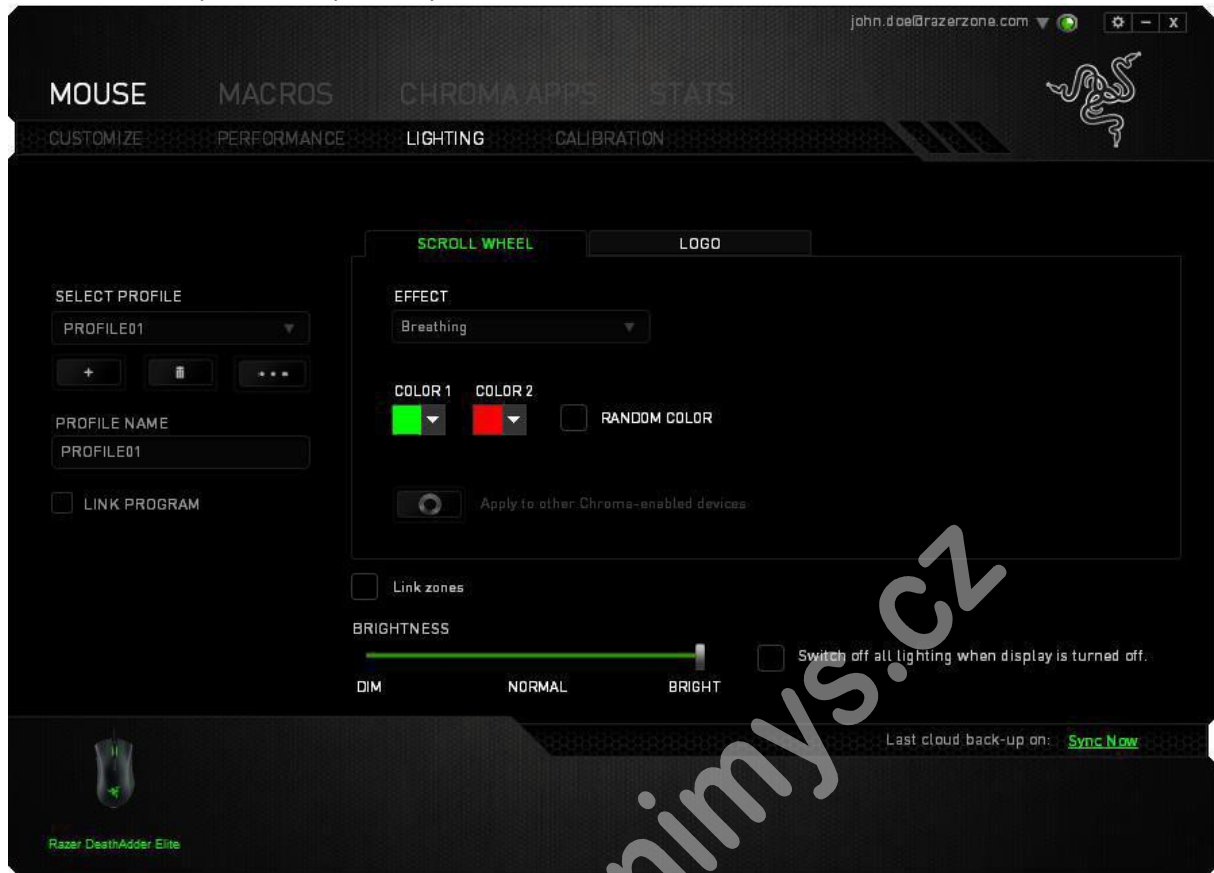 john.doe@razerzone.com
MOUSE MACROS CHROMA APPS STATS
CUSTOMIZE PERFORMANCE LIGHTING CALIBRATION
SCROLL WHEEL LOGO
SELECT PROFILE
PROFILE01
PROFILE NAME
PROFILE01
LINK PROGRAM
EFFECT
Breathing
COLOR 1 COLOR 2
RANDOM COLOR
Apply to other Chroma-enabled devices
Link zones
BRIGHTNESS
DIM NORMAL BRIGHT
Switch off all lighting when display is turned off.
Last cloud back-up on: Sync Now
Razer DeathAdder Elite
nimys.cz